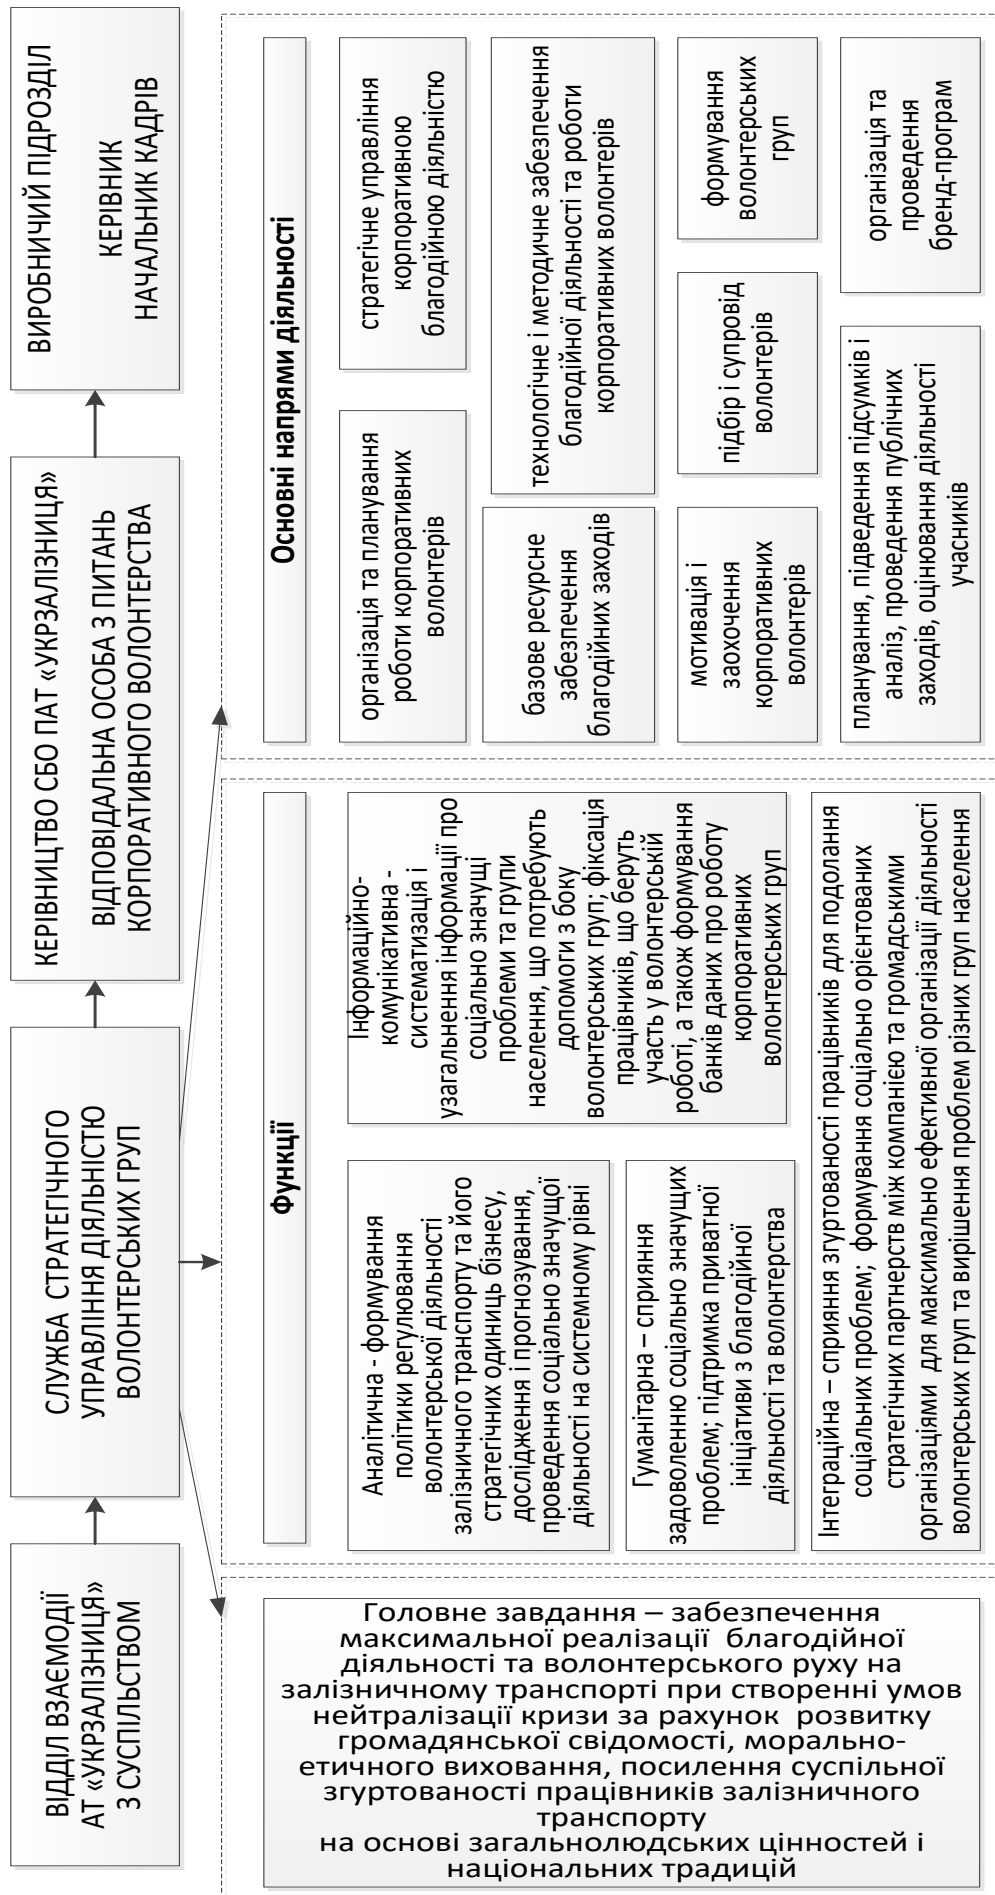 ВІДДІЛ ВЗАЄМОДІЇ
АТ «УКРЗАЛІЗНИЦЯ»
З СУСПІЛЬСТВОМ
СЛУЖБА СТРАТЕГІЧНОГО
УПРАВЛІННЯ ДІЯЛЬНІСТЮ
ВОЛОНТЕРСЬКИХ ГРУП
КЕРІВНИЦТВО СБО ПАТ «УКРЗАЛІЗНИЦЯ»
ВІДПОВІДАЛЬНА ОСОБА З ПИТАНЬ
КОРПОРАТИВНОГО ВОЛОНТЕРСТВА
ВИРОБНИЧИЙ ПІДРОЗДІЛ
КЕРІВНИК
НАЧАЛЬНИК КАДРІВ
Головне завдання – забезпечення
максимальної реалізації благодійної
діяльності та волонтерського руху на
залізничному транспорті при створенні умов
нейтралізації кризи за рахунок розвитку
громадянської свідомості, морально-
етичного виховання, посилення суспільної
згуртованості працівників залізничного
транспорту
на основі загальнолюдських цінностей і
національних традицій
Функції
Аналітична - формування
політики регулювання
волонтерської діяльності
залізничного транспорту та його
стратегічних одиниць бізнесу,
дослідження і прогнозування,
проведення соціально значущої
діяльності на системному рівні
Інформаційно-
комунікативна -
систематизація і
узагальнення інформації про
соціально значущі
проблеми та групи
населення, що потребують
допомоги з боку
волонтерських груп; фіксація
працівників, що беруть
участь у волонтерській
роботі, а також формування
банків даних про роботу
корпоративних
волонтерських груп
Гуманітарна – сприяння
задоволенню соціально значущих
проблем; підтримка приватної
ініціативи з благодійної
діяльності та волонтерства
Інтеграційна – сприяння згуртованості працівників для подолання
соціальних проблем; формування соціально орієнтованих
стратегічних партнерств між компанією та громадськими
організаціями для максимально ефективної організації діяльності
волонтерських груп та вирішення проблем різних груп населення
Основні напрями діяльності
організація та планування
роботи корпоративних
волонтерів
стратегічне управління
корпоративною
благодійною діяльністю
базове ресурсне
забезпечення
благодійних заходів
технологічне і методичне забезпечення
благодійної діяльності та роботи
корпоративних волонтерів
мотивація і
заохочення
корпоративних
волонтерів
підбір і супровід
волонтерів
формування
волонтерських
груп
планування, підведення підсумків і
аналіз, проведення публічних
заходів, оцінювання діяльності
учасників
організація та
проведення
бренд-програм